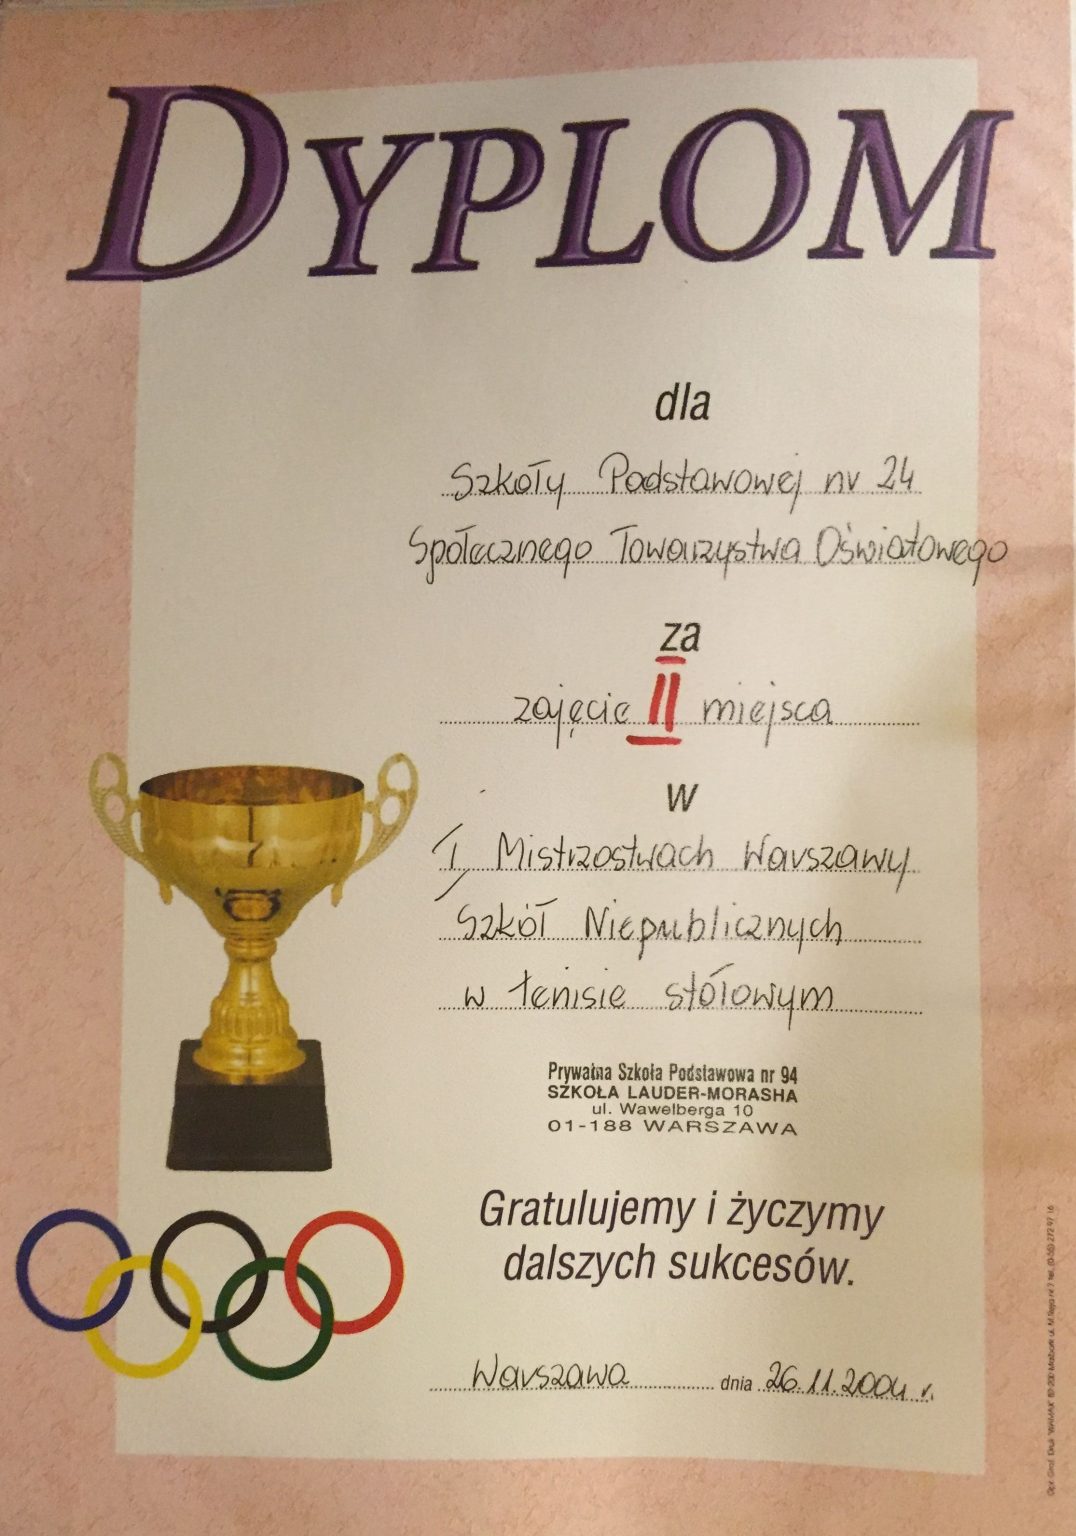 DYPLOM
dla
Szkoły Podstawowej nr 24
Społecznego Towarzystwa Oświatowego
za
zajęcie II miejsca
w
I Mistrzostwach Warszawy
Szkół Niepublicznych
w tenisie stołowym
Prywatna Szkoła Podstawowa nr 94
SZKOŁA LAUDER-MORASHA
ul. Wawelberga 10
01-188 WARSZAWA
Gratulujemy i życzymy
dalszych sukcesów.
Warszawa dnia 26.11.2004 r.